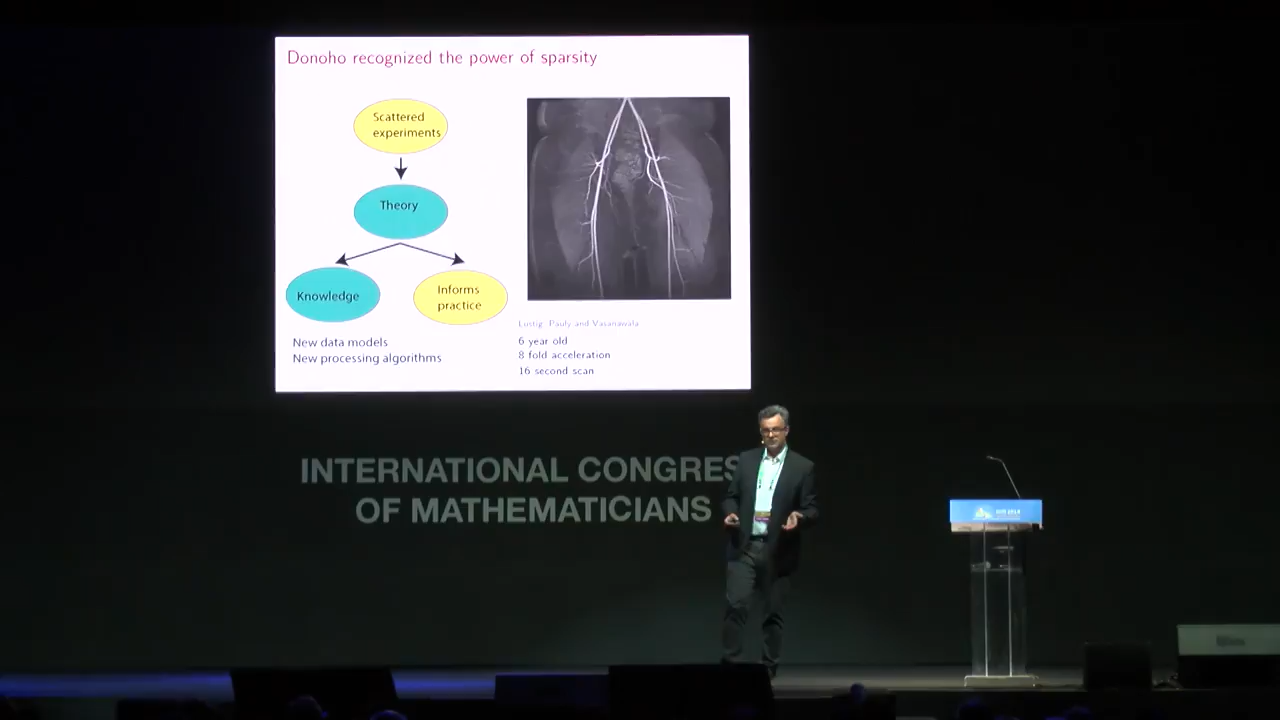 Donoho recognized the power of sparsity
Scattered
experiments
Theory
Knowledge
Informs
practice
New data models
New processing algorithms
Lustig, Pauly and Vasanawala
6 year old
8 fold acceleration
16 second scan
INTERNATIONAL CONGRES
OF MATHEMATICIANS